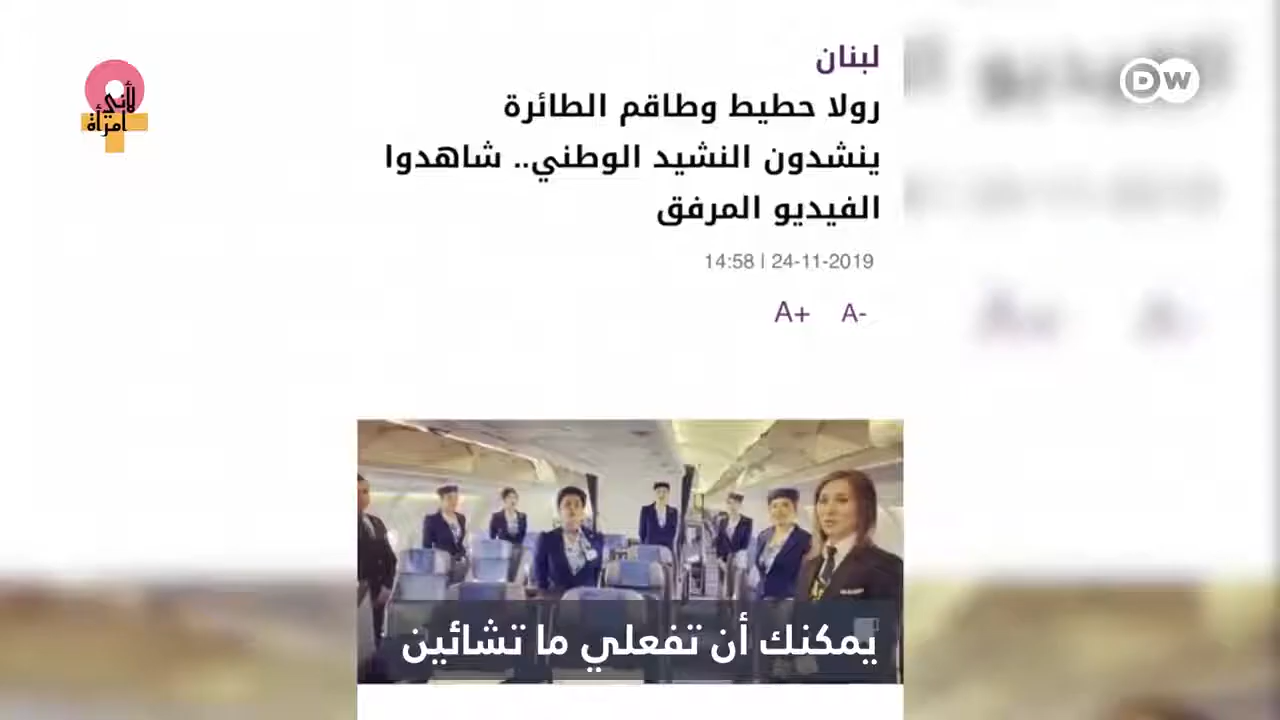 لأني
امرأة
DW
لبنان
رولا حطيط وطاقم الطائرة
ينشدون النشيد الوطني.. شاهدوا
الفيديو المرفق
14:58 | 24-11-2019
A+ A-
يمكنك أن تفعلي ما تشائين